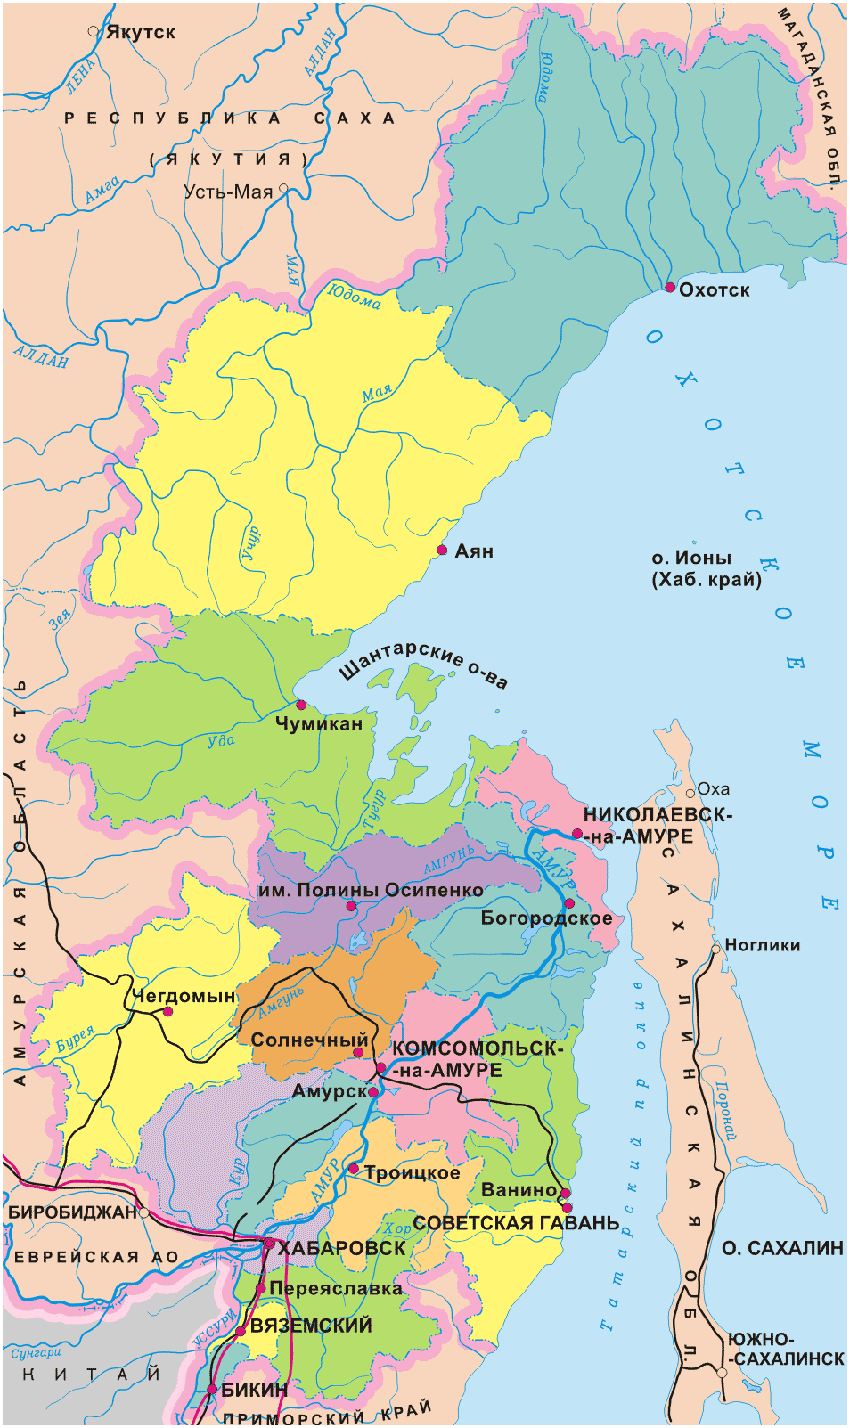 Якутск
ЛЕНА
АЛДАН
Юдома
МАГАДАНСКАЯ ОБЛ.
РЕСПУБЛИКА САХА
(ЯКУТИЯ)
Амга
Усть-Мая
МАЯ
Юдома
Охотск
АЛДАН
Мая
ОХОТСКОЕ МОРЕ
Учур
Аян
о. Ионы
(Хаб. край)
Зея
Шантарские о-ва
АМУРСКАЯ ОБЛАСТЬ
Чумикан
Уда
Тугур
Оха
НИКОЛАЕВСК-
-на-АМУРЕ
АМГУНЬ
АМУР
им. Полины Осипенко
Богородское
САХАЛИНСКАЯ ОБЛ.
Ноглики
Чегдомын
Амгунь
Бурея
Солнечный
КОМСОМОЛЬСК-
-на-АМУРЕ
Амурск
Татарский пролив
Поронай
Кур
АМУР
Троицкое
Ванино
БИРОБИДЖАН
СОВЕТСКАЯ ГАВАНЬ
Хор
ХАБАРОВСК
ЕВРЕЙСКАЯ АО
О. САХАЛИН
Переяславка
УССУРИ
ВЯЗЕМСКИЙ
Сунгари
КИТАЙ
ЮЖНО-
-САХАЛИНСК
БИКИН
ПРИМОРСКИЙ КРАЙ